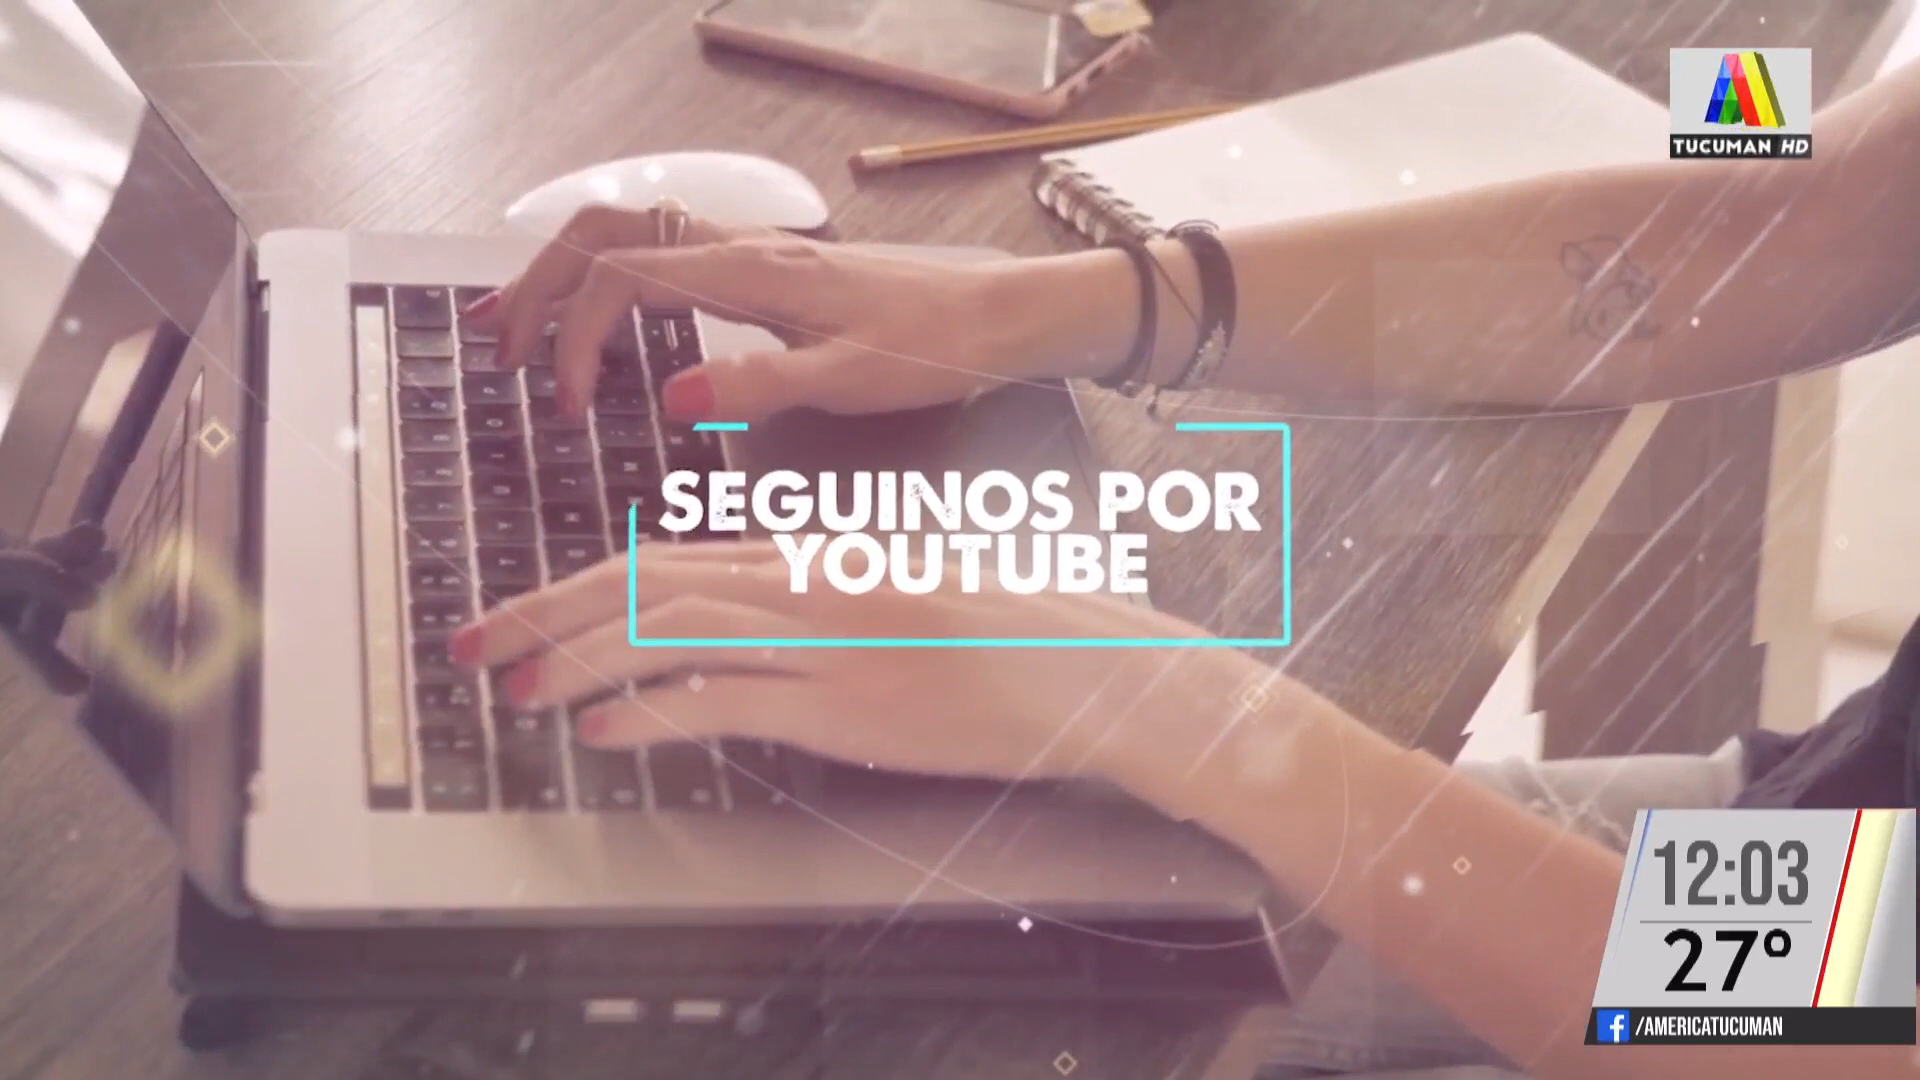 TUCUMAN HD
SEGUINOS POR
YOUTUBE
12:03
27°
/AMERICATUCUMAN